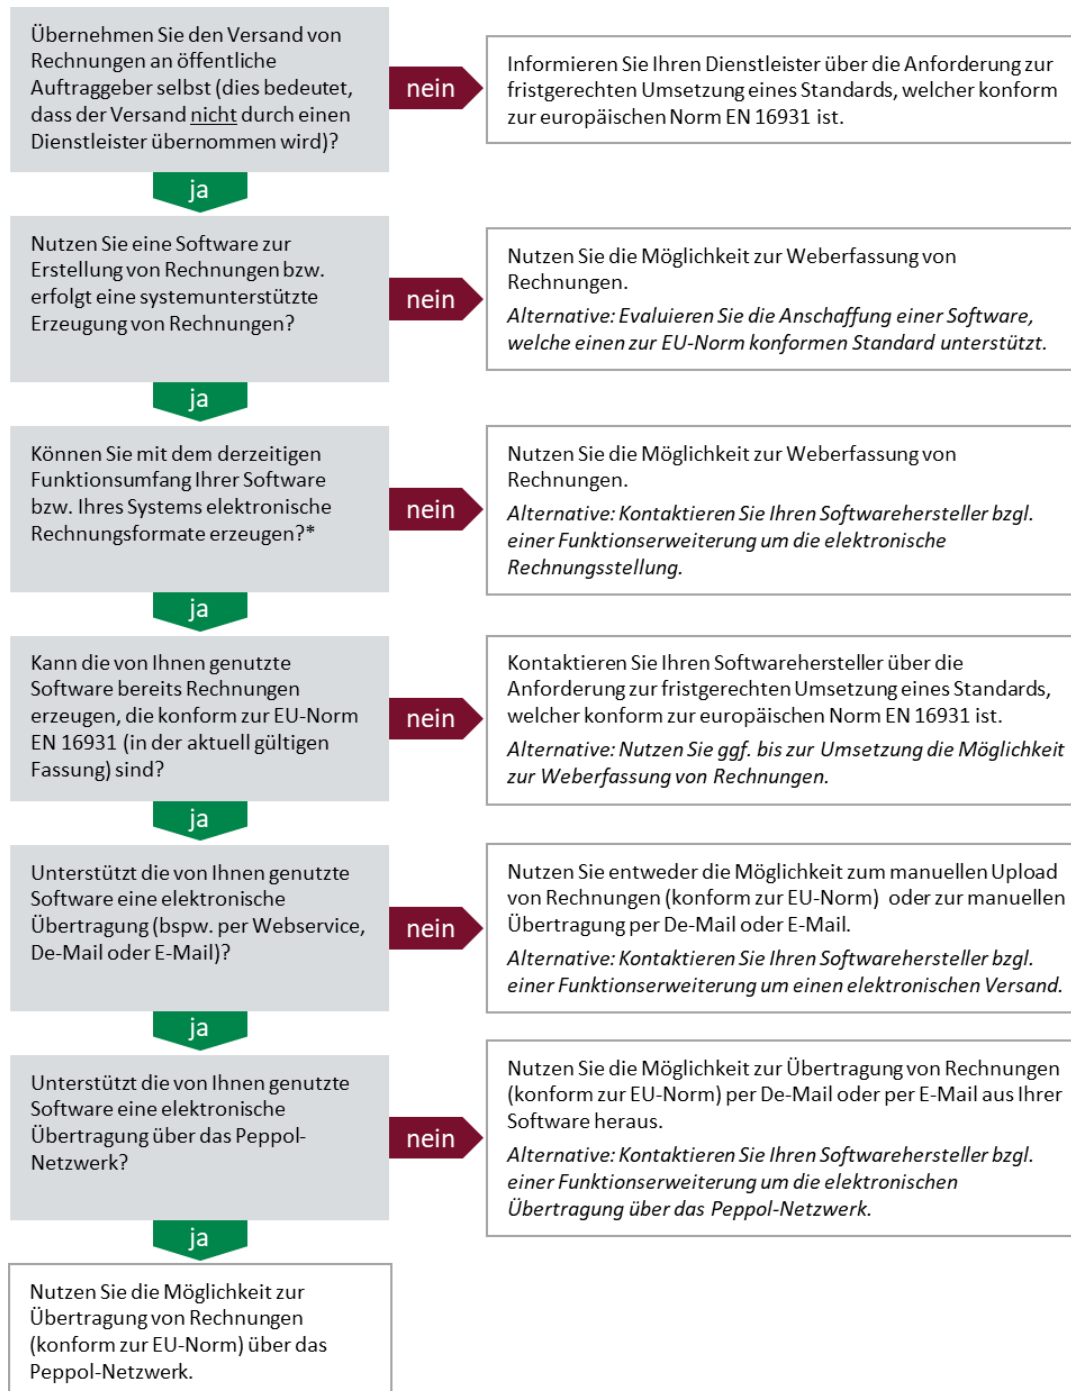 Übernehmen Sie den Versand von
Rechnungen an öffentliche
Auftraggeber selbst (dies bedeutet,
dass der Versand nicht durch einen
Dienstleister übernommen wird)?
nein
Informieren Sie Ihren Dienstleister über die Anforderung zur
fristgerechten Umsetzung eines Standards, welcher konform
zur europäischen Norm EN 16931 ist.
ja
Nutzen Sie eine Software zur
Erstellung von Rechnungen bzw.
erfolgt eine systemunterstützte
Erzeugung von Rechnungen?
nein
Nutzen Sie die Möglichkeit zur Weberfassung von
Rechnungen.
Alternative: Evaluieren Sie die Anschaffung einer Software,
welche einen zur EU-Norm konformen Standard unterstützt.
ja
Können Sie mit dem derzeitigen
Funktionsumfang Ihrer Software
bzw. Ihres Systems elektronische
Rechnungsformate erzeugen?*
nein
Nutzen Sie die Möglichkeit zur Weberfassung von
Rechnungen.
Alternative: Kontaktieren Sie Ihren Softwarehersteller bzgl.
einer Funktionserweiterung um die elektronische
Rechnungsstellung.
ja
Kann die von Ihnen genutzte
Software bereits Rechnungen
erzeugen, die konform zur EU-Norm
EN 16931 (in der aktuell gültigen
Fassung) sind?
nein
Kontaktieren Sie Ihren Softwarehersteller über die
Anforderung zur fristgerechten Umsetzung eines Standards,
welcher konform zur europäischen Norm EN 16931 ist.
Alternative: Nutzen Sie ggf. bis zur Umsetzung die Möglichkeit
zur Weberfassung von Rechnungen.
ja
Unterstützt die von Ihnen genutzte
Software eine elektronische
Übertragung (bspw. per Webservice,
De-Mail oder E-Mail)?
nein
Nutzen Sie entweder die Möglichkeit zum manuellen Upload
von Rechnungen (konform zur EU-Norm) oder zur manuellen
Übertragung per De-Mail oder E-Mail.
Alternative: Kontaktieren Sie Ihren Softwarehersteller bzgl.
einer Funktionserweiterung um einen elektronischen Versand.
ja
Unterstützt die von Ihnen genutzte
Software eine elektronische
Übertragung über das Peppol-
Netzwerk?
nein
Nutzen Sie die Möglichkeit zur Übertragung von Rechnungen
(konform zur EU-Norm) per De-Mail oder per E-Mail aus Ihrer
Software heraus.
Alternative: Kontaktieren Sie Ihren Softwarehersteller bzgl.
einer Funktionserweiterung um die elektronischen
Übertragung über das Peppol-Netzwerk.
ja
Nutzen Sie die Möglichkeit zur
Übertragung von Rechnungen
(konform zur EU-Norm) über das
Peppol-Netzwerk.